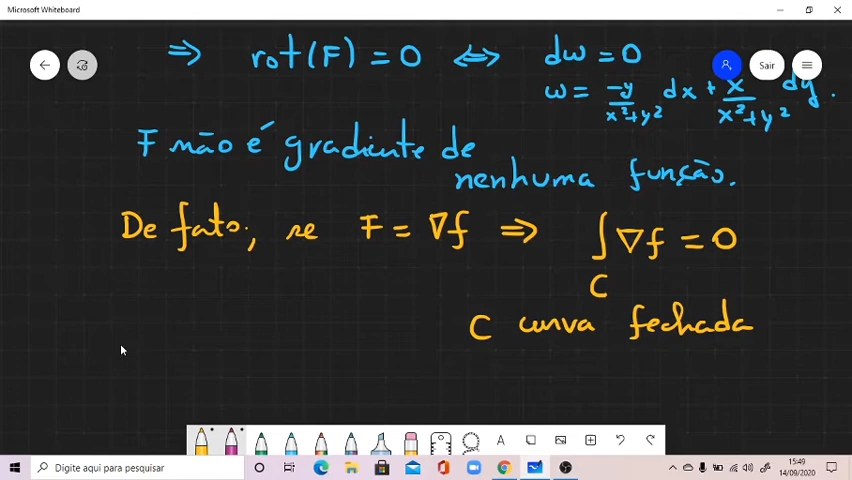 Microsoft Whiteboard
⇒ rot(F) = 0 ⇔ dw = 0
w = -y/x²+y² dx + x/x²+y² dy.
Sair
F não é gradiente de
nenhuma função.
De fato, se F = ∇f ⇒ ∫_C ∇f = 0
C curva fechada
Digite aqui para pesquisar
15:49
14/09/2020